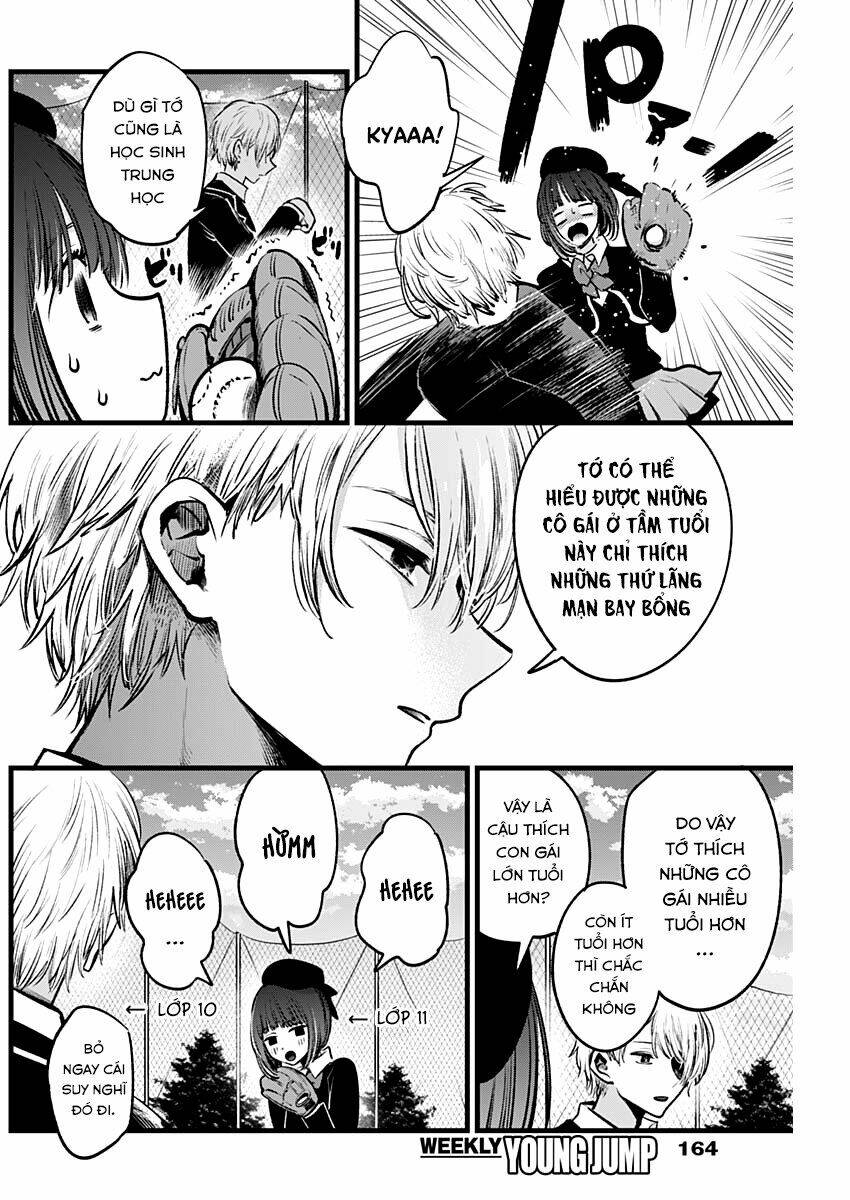 KYAAA!
DÙ GÌ TỚ
CŨNG LÀ
HỌC SINH
TRUNG
HỌC
ビ
ビ
TỚ CÓ THỂ
HIỂU ĐƯỢC NHỮNG
CÔ GÁI Ở TẦM TUỔI
NÀY CHỈ THÍCH
NHỮNG THỨ LÃNG
MẠN BAY BỔNG
DO VẬY
TỚ THÍCH
NHỮNG CÔ
GÁI NHIỀU
TUỔI HƠN
...
VẬY LÀ
CẬU THÍCH
CON GÁI
LỚN TUỔI
HƠN?
CÒN ÍT
TUỔI HƠN
THÌ CHẮC
CHẮN
KHÔNG
HEHEE
HỪMM
HEHEEE
...
← LỚP 11
← LỚP 10
BỎ
NGAY CÁI
SUY NGHĨ
ĐÓ ĐI.
WEEKLY YOUNG JUMP 164